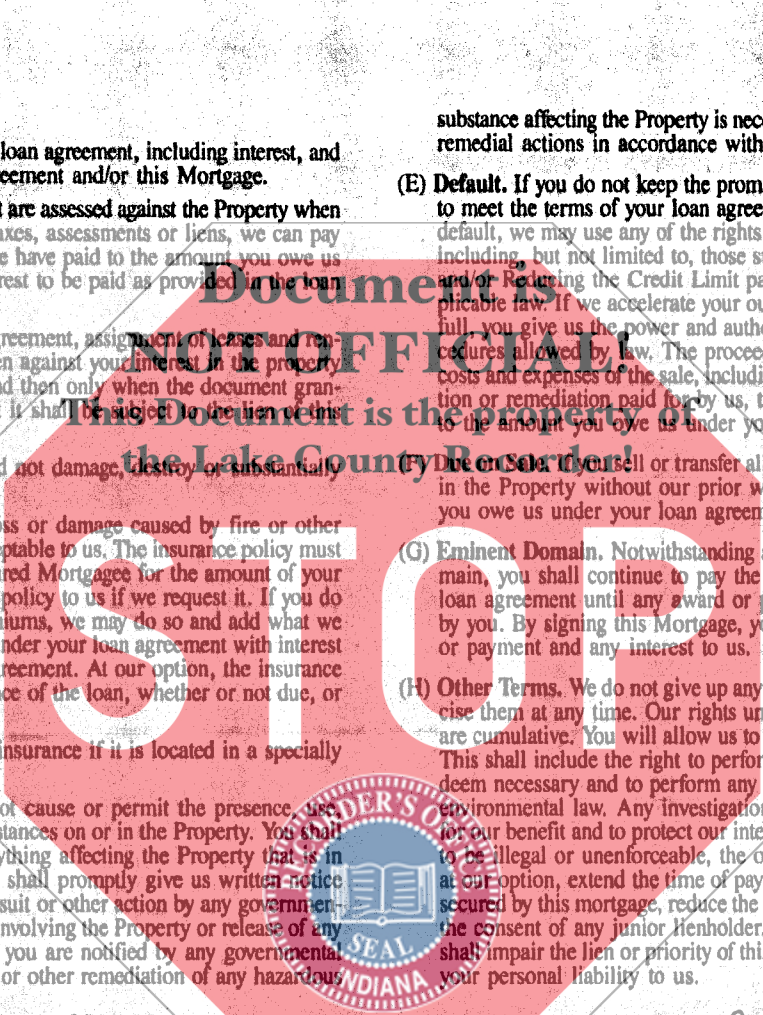 loan agreement, including interest, and
eement and/or this Mortgage.
t are assessed against the Property when
axes, assessments or liens, we can pay
e have paid to the amount you owe us
rest to be paid as provided in the loan
reement, assignment of leases and ren-
en against your interest in the property
nd then only when the document gran-
t it shall be subject to the lien of this
d not damage, destroy or substantially
ss or damage caused by fire or other
ptable to us. The insurance policy must
red Mortgagee for the amount of your
policy to us if we request it. If you do
iums, we may do so and add what we
nder your loan agreement with interest
reement. At our option, the insurance
nce of the loan, whether or not due, or
insurance if it is located in a specially
ot cause or permit the presence, use,
stances on or in the Property. You shall
ything affecting the Property that is in
shall promptly give us written notice
suit or other action by any governmen-
nvolving the Property or release of any
you are notified by any governmental
or other remediation of any hazardous
substance affecting the Property is nece
remedial actions in accordance with
(E) Default. If you do not keep the prom
to meet the terms of your loan agree
default, we may use any of the rights
including, but not limited to, those s
and/or Reducing the Credit Limit pa
plicable law. If we accelerate your ou
full, you give us the power and autho
cedures allowed by law. The procee
costs and expenses of the sale, includi
tion or remediation paid for by us, t
to the amount you owe us under yo
(F) Due on Sale. If you sell or transfer al
in the Property without our prior w
you owe us under your loan agreem
(G) Eminent Domain. Notwithstanding
main, you shall continue to pay the
loan agreement until any award or p
by you. By signing this Mortgage, y
or payment and any interest to us.
(H) Other Terms. We do not give up any
cise them at any time. Our rights un
are cumulative. You will allow us to
This shall include the right to perfor
deem necessary and to perform any
environmental law. Any investigation
for our benefit and to protect our inte
to be illegal or unenforceable, the o
at our option, extend the time of pay
secured by this mortgage, reduce the
the consent of any junior lienholder.
shall impair the lien or priority of thi
your personal liability to us.
Document is
NOT OFFICIAL!
This Document is the property of
the Lake County Recorder!
STOP
RECORDER'S OFFICE
SEAL
INDIANA